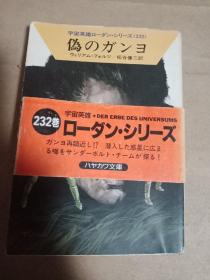 宇宙英雄ローダン・シリーズ〈232〉
偽のガンヨ
ウィリアム・フォルツ
松谷健二訳
宇宙英雄●DER ERBE DES UNIVERSUMS
232巻
ローダン・シリーズ
ガンヨ再接近し!? 潜入した惑星に広ま
る噂をサンダーボルト・チームが探る!
ハヤカワ文庫